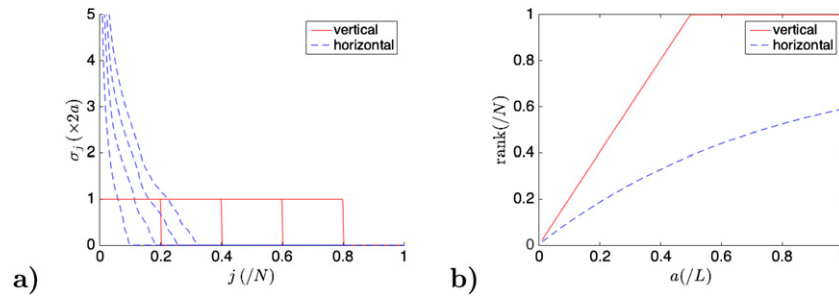 a)
σ_j (×2a)
5
4
3
2
1
0
0
0.2
0.4
0.6
0.8
1
j (/N)
vertical
horizontal
b)
rank(/N)
1
0.8
0.6
0.4
0.2
0
0
0.2
0.4
0.6
0.8
a(/L)
vertical
horizontal